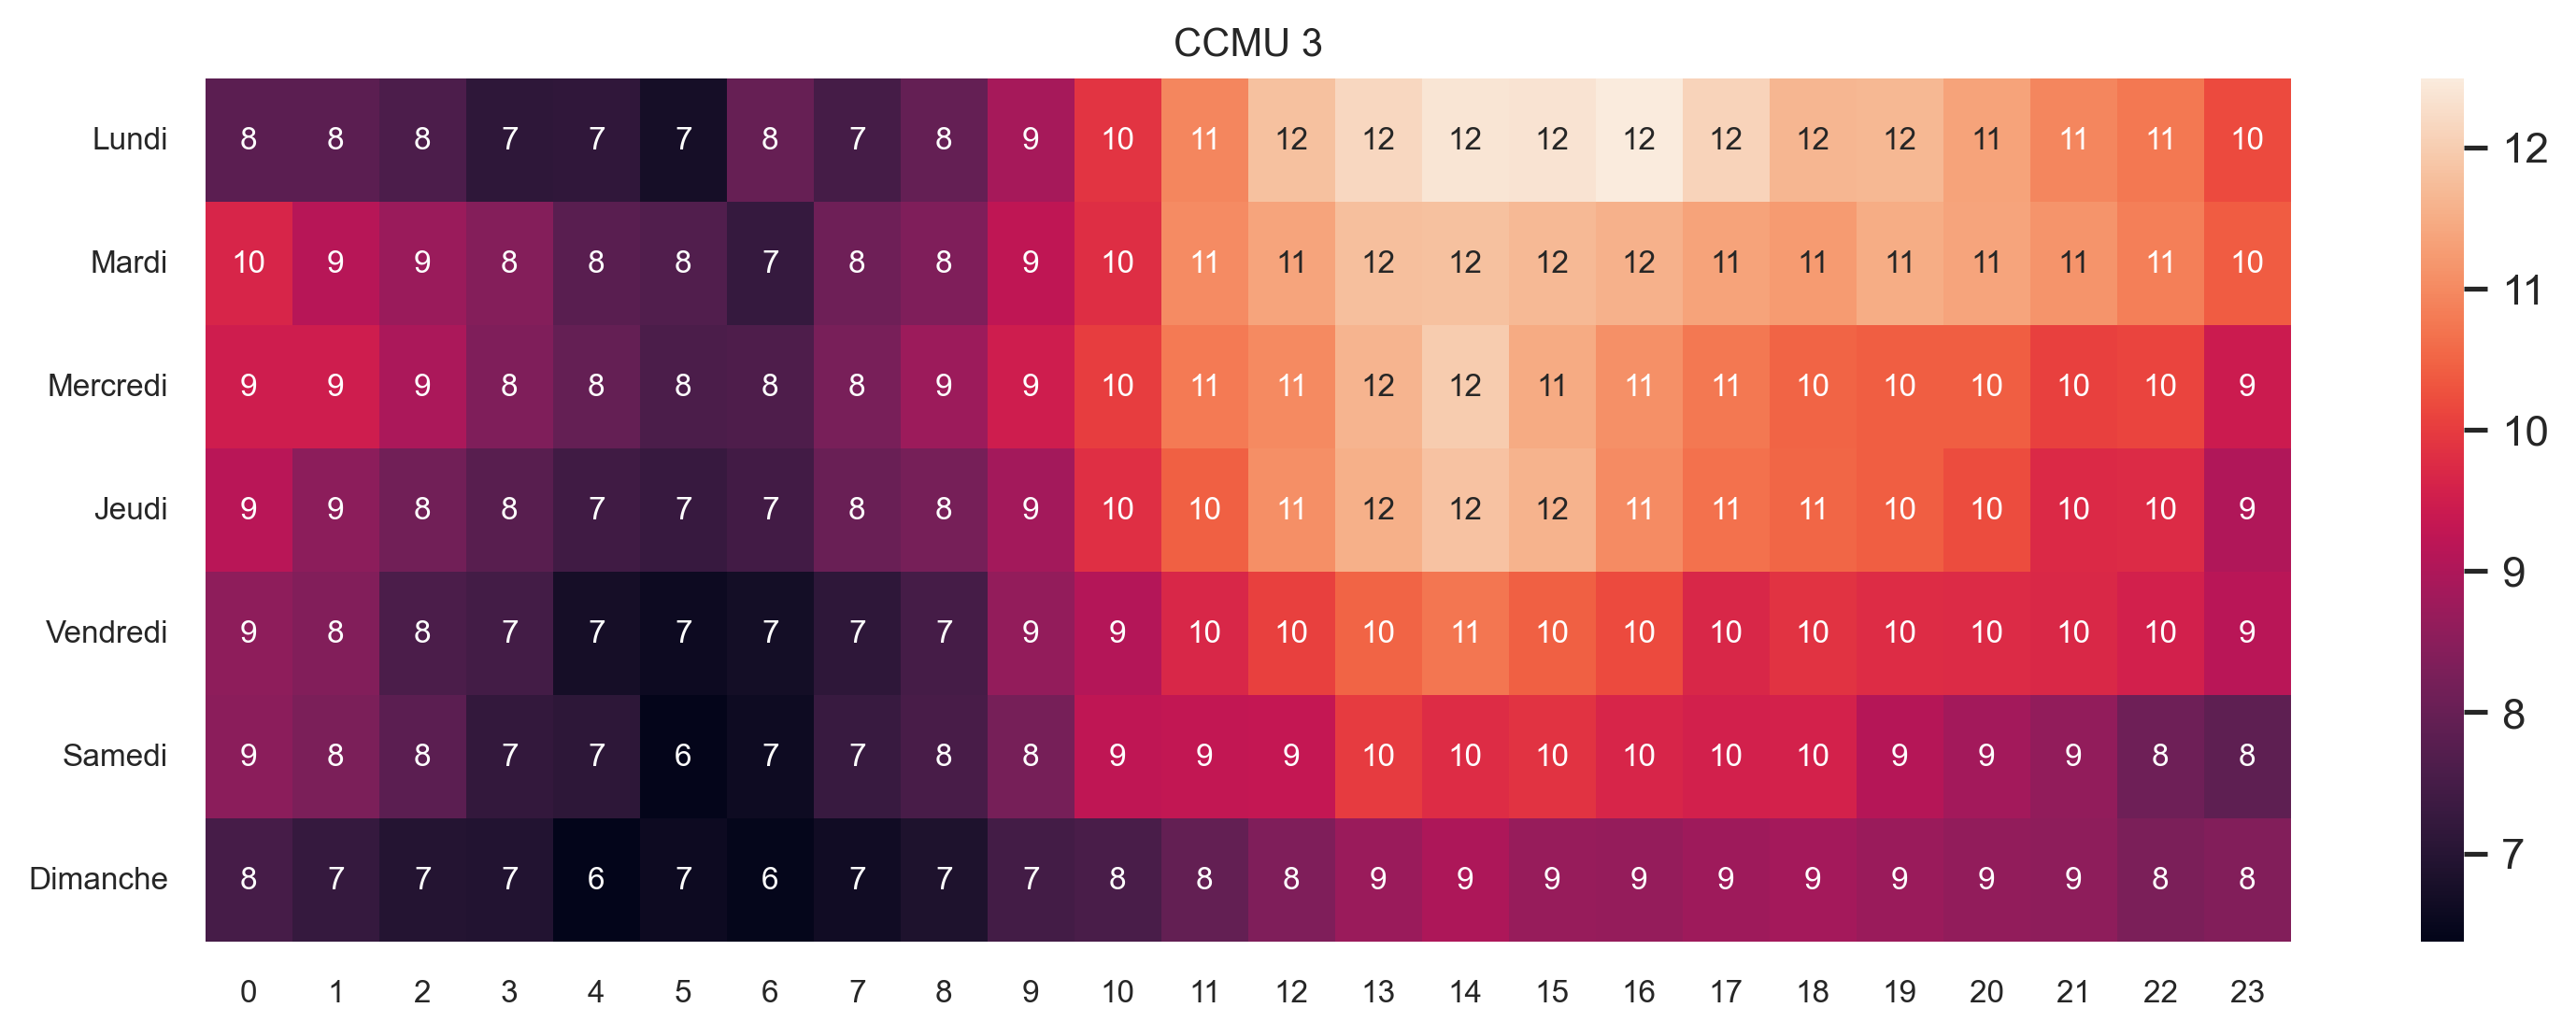 CCMU 3
Lundi 8 8 8 7 7 7 8 7 8 9 10 11 12 12 12 12 12 12 12 12 11 11 11 10
Mardi 10 9 9 8 8 8 7 8 8 9 10 11 11 12 12 12 12 11 11 11 11 11 11 10
Mercredi 9 9 9 8 8 8 8 8 9 9 10 11 11 12 12 11 11 11 10 10 10 10 10 9
Jeudi 9 9 8 8 7 7 7 8 8 9 10 10 11 12 12 12 11 11 11 10 10 10 10 9
Vendredi 9 8 8 7 7 7 7 7 7 9 9 10 10 10 11 10 10 10 10 10 10 10 10 9
Samedi 9 8 8 7 7 6 7 7 8 8 9 9 9 10 10 10 10 10 10 9 9 9 8 8
Dimanche 8 7 7 7 6 7 6 7 7 7 8 8 8 9 9 9 9 9 9 9 9 9 8 8
0 1 2 3 4 5 6 7 8 9 10 11 12 13 14 15 16 17 18 19 20 21 22 23
12
11
10
9
8
7